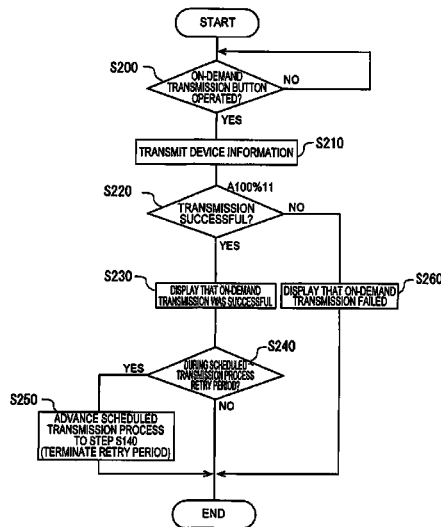 START
S200
ON-DEMAND
TRANSMISSION BUTTON
OPERATED?
NO
YES
TRANSMIT DEVICE INFORMATION
S210
S220
A100%11
TRANSMISSION
SUCCESSFUL?
NO
YES
S230
DISPLAY THAT ON-DEMAND
TRANSMISSION WAS SUCCESSFUL
S260
DISPLAY THAT ON-DEMAND
TRANSMISSION FAILED
S240
DURING SCHEDULED
TRANSMISSION PROCESS
RETRY PERIOD?
YES
NO
S250
ADVANCE SCHEDULED
TRANSMISSION PROCESS
TO STEP S140
(TERMINATE RETRY PERIOD)
END